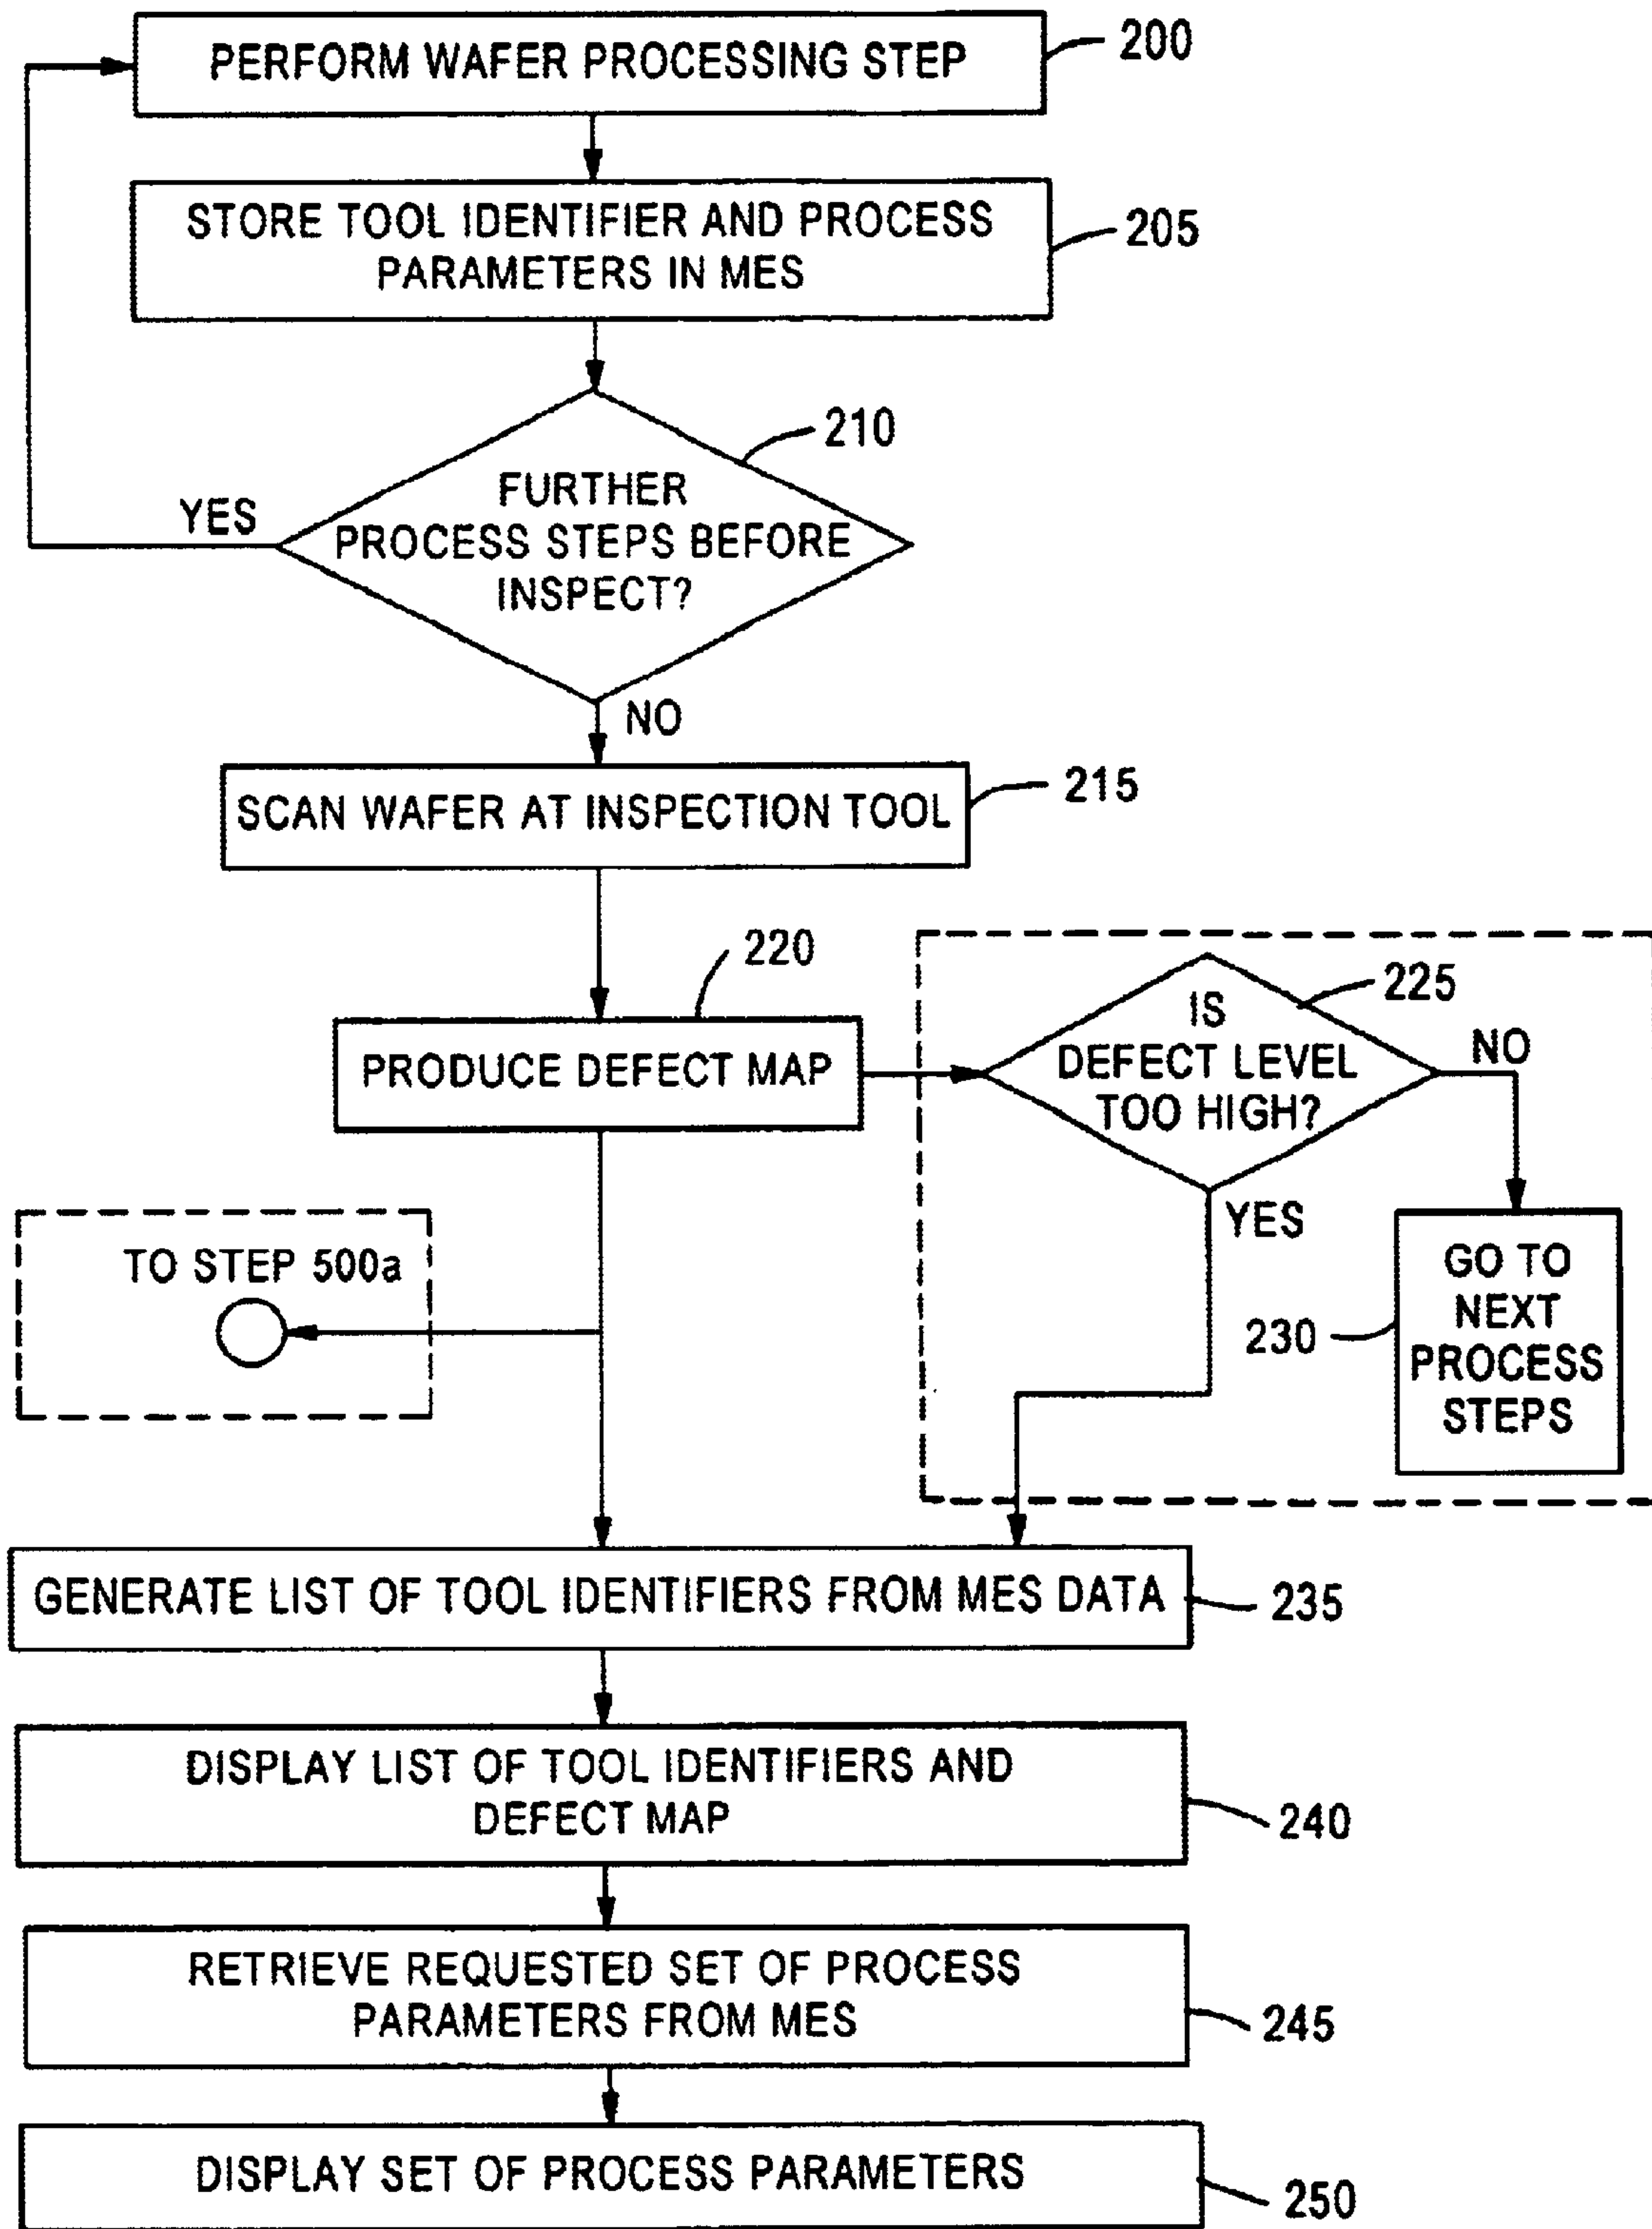 PERFORM WAFER PROCESSING STEP
200
STORE TOOL IDENTIFIER AND PROCESS
PARAMETERS IN MES
205
210
FURTHER
PROCESS STEPS BEFORE
INSPECT?
YES
NO
SCAN WAFER AT INSPECTION TOOL
215
220
PRODUCE DEFECT MAP
225
IS
DEFECT LEVEL
TOO HIGH?
NO
YES
TO STEP 500a
GO TO
NEXT
PROCESS
STEPS
230
GENERATE LIST OF TOOL IDENTIFIERS FROM MES DATA
235
DISPLAY LIST OF TOOL IDENTIFIERS AND
DEFECT MAP
240
RETRIEVE REQUESTED SET OF PROCESS
PARAMETERS FROM MES
245
DISPLAY SET OF PROCESS PARAMETERS
250